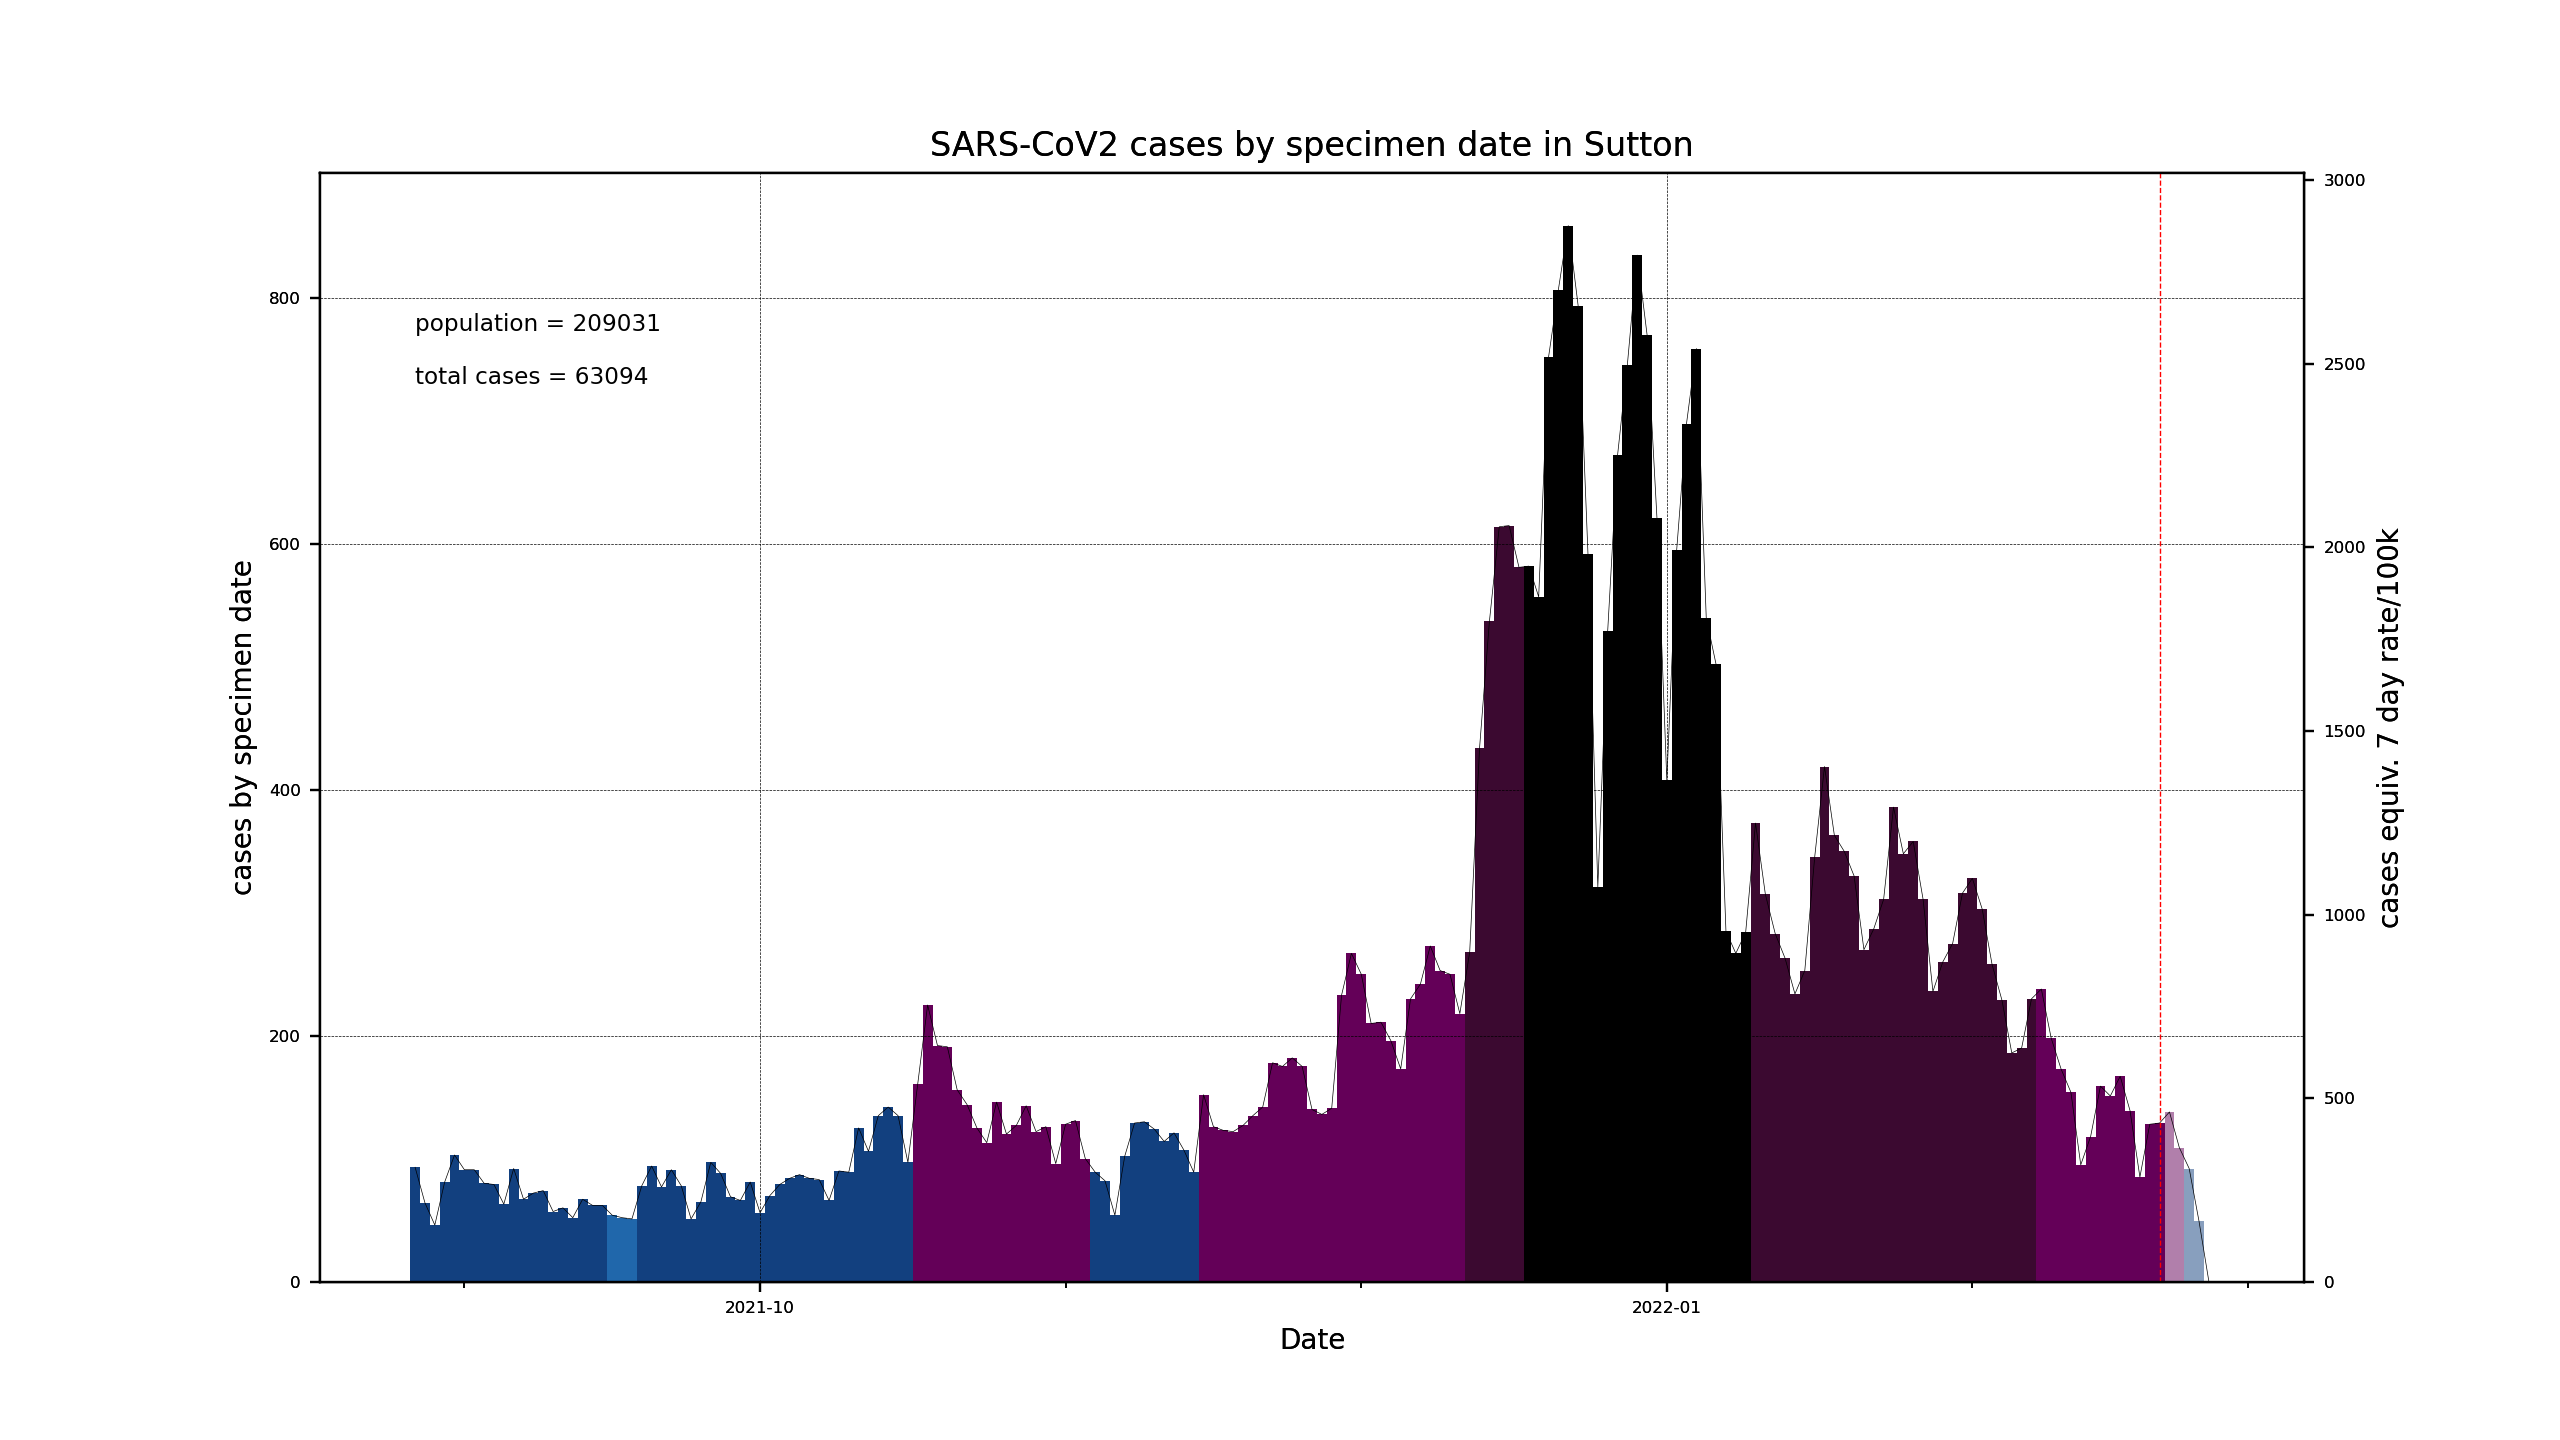 SARS-CoV2 cases by specimen date in Sutton
population = 209031
total cases = 63094
cases by specimen date
800
600
400
200
0
3000
2500
2000
1500
1000
500
0
cases equiv. 7 day rate/100k
2021-10
2022-01
Date